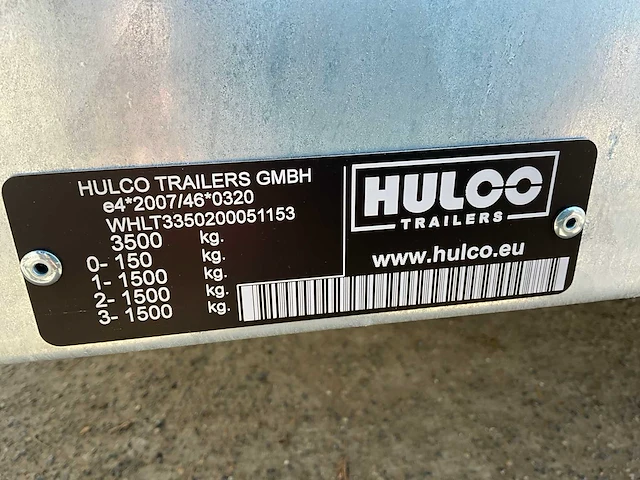 HULCO TRAILERS GMBH
e4*2007/46*0320
WHLT3350200051153
3500 kg.
0- 150 kg.
1- 1500 kg.
2- 1500 kg.
3- 1500 kg.
HULCO
TRAILERS
www.hulco.eu